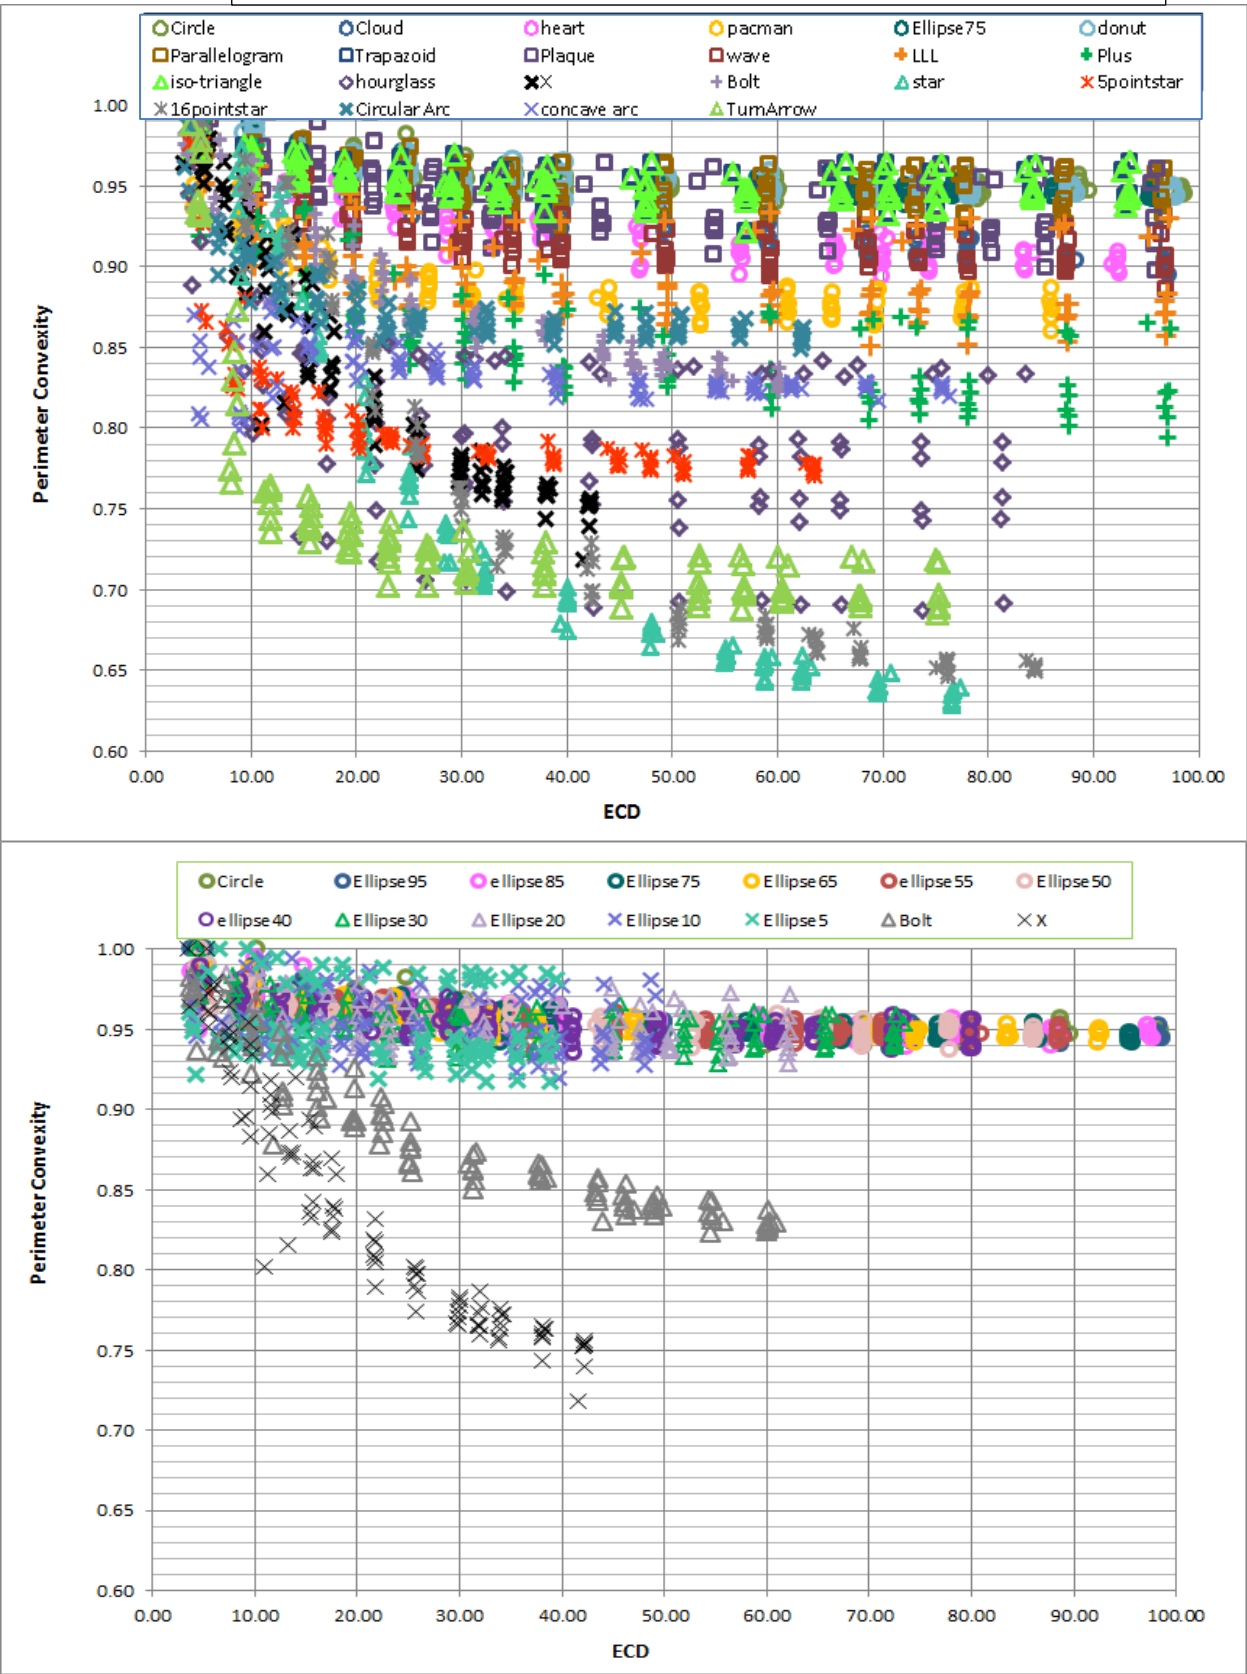 Circle Cloud heart pacman Ellipse75 donut
Parallelogram Trapazoid Plaque wave LLL Plus
iso-triangle hourglass X Bolt star 5pointstar
16pointstar Circular Arc concave arc TurnArrow
1.00
0.95
0.90
0.85
0.80
0.75
0.70
0.65
0.60
Perimeter Convexity
0.00 10.00 20.00 30.00 40.00 50.00 60.00 70.00 80.00 90.00 100.00
ECD
Circle Ellipse95 ellipse85 Ellipse75 Ellipse65 ellipse55 Ellipse50
ellipse40 Ellipse30 Ellipse20 Ellipse10 Ellipse5 Bolt X
1.00
0.95
0.90
0.85
0.80
0.75
0.70
0.65
0.60
Perimeter Convexity
0.00 10.00 20.00 30.00 40.00 50.00 60.00 70.00 80.00 90.00 100.00
ECD